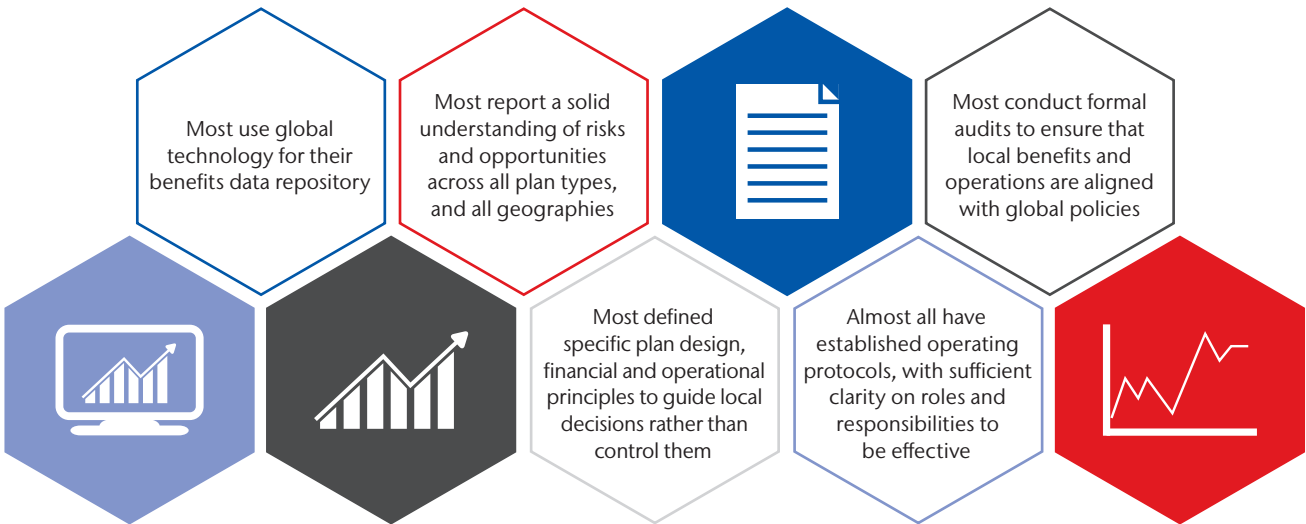 Most use global
technology for their
benefits data repository
Most report a solid
understanding of risks
and opportunities
across all plan types,
and all geographies
Most conduct formal
audits to ensure that
local benefits and
operations are aligned
with global policies
Most defined
specific plan design,
financial and operational
principles to guide local
decisions rather than
control them
Almost all have
established operating
protocols, with sufficient
clarity on roles and
responsibilities to
be effective